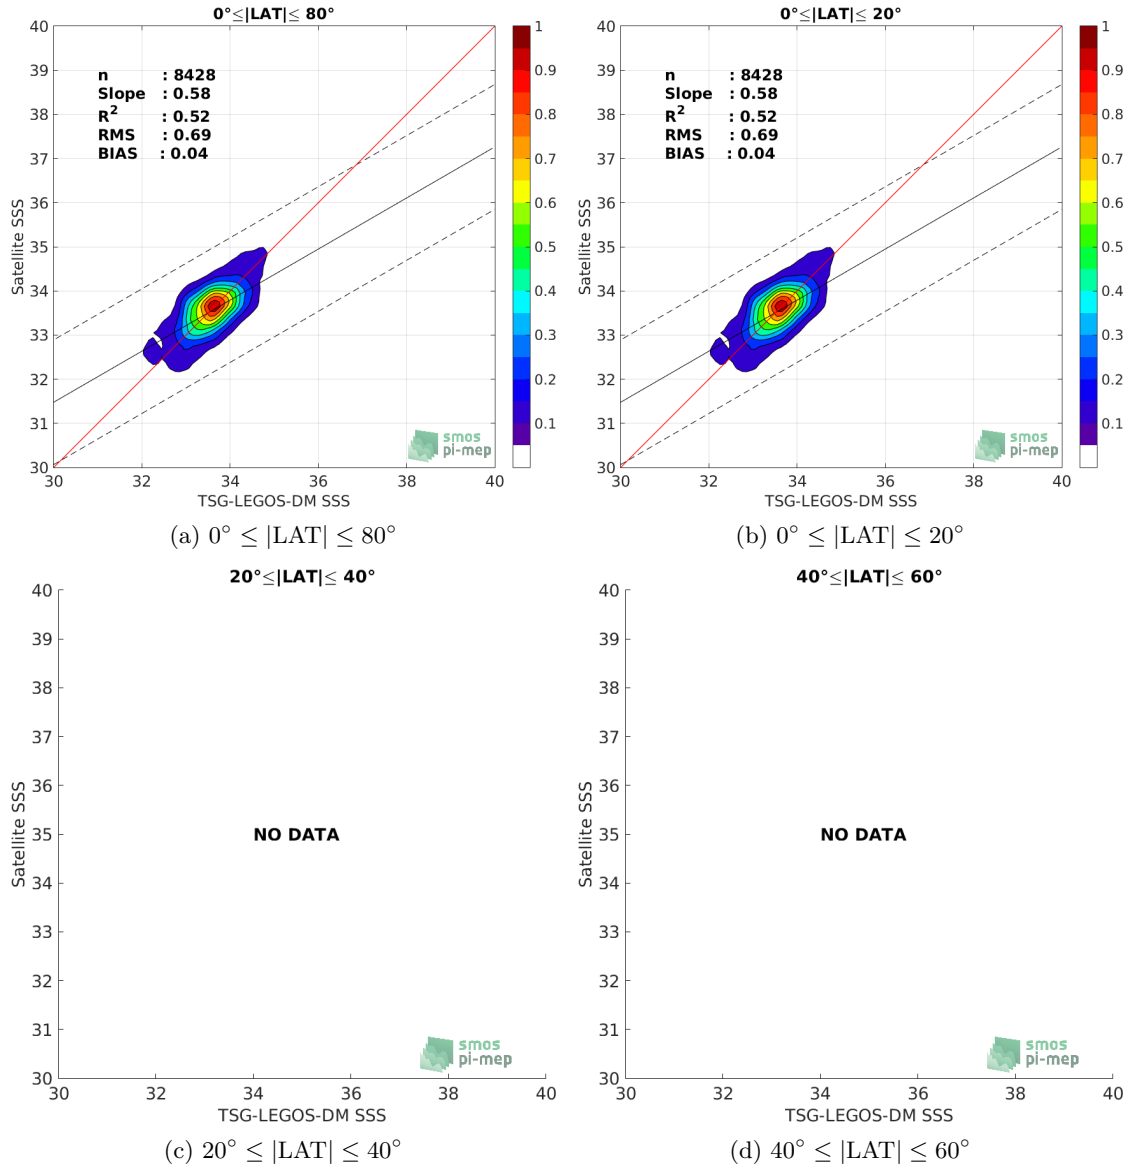 0°≤|LAT|≤ 80°
40
39
38
37
36
35
34
33
32
31
30
n : 8428
Slope : 0.58
R² : 0.52
RMS : 0.69
BIAS : 0.04
Satellite SSS
smos
pi-mep
30 32 34 36 38 40
TSG-LEGOS-DM SSS
1
0.9
0.8
0.7
0.6
0.5
0.4
0.3
0.2
0.1
(a) 0° ≤ |LAT| ≤ 80°
0°≤|LAT|≤ 20°
40
39
38
37
36
35
34
33
32
31
30
n : 8428
Slope : 0.58
R² : 0.52
RMS : 0.69
BIAS : 0.04
Satellite SSS
smos
pi-mep
30 32 34 36 38 40
TSG-LEGOS-DM SSS
1
0.9
0.8
0.7
0.6
0.5
0.4
0.3
0.2
0.1
(b) 0° ≤ |LAT| ≤ 20°
20°≤|LAT|≤ 40°
40
39
38
37
36
35
34
33
32
31
30
Satellite SSS
NO DATA
smos
pi-mep
30 32 34 36 38 40
TSG-LEGOS-DM SSS
(c) 20° ≤ |LAT| ≤ 40°
40°≤|LAT|≤ 60°
40
39
38
37
36
35
34
33
32
31
30
Satellite SSS
NO DATA
smos
pi-mep
30 32 34 36 38 40
TSG-LEGOS-DM SSS
(d) 40° ≤ |LAT| ≤ 60°